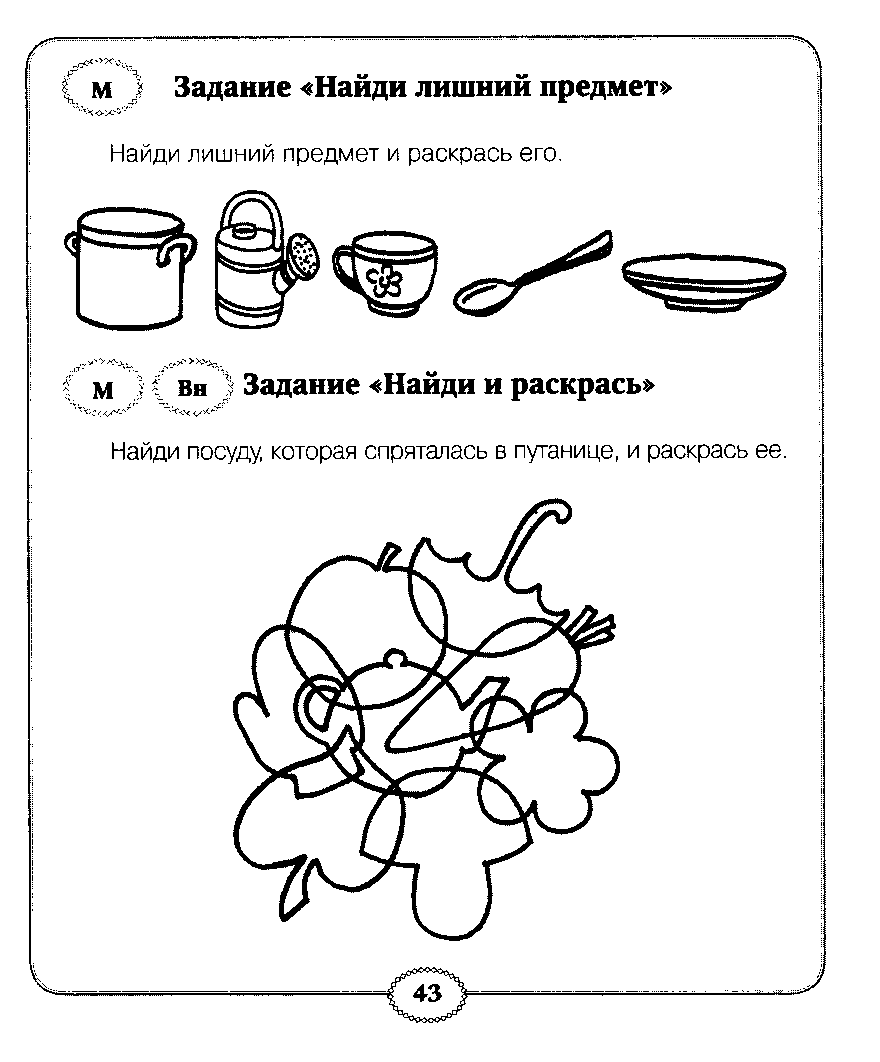 М Задание «Найди лишний предмет»
Найди лишний предмет и раскрась его.
М Вн Задание «Найди и раскрась»
Найди посуду, которая спряталась в путанице, и раскрась ее.
43